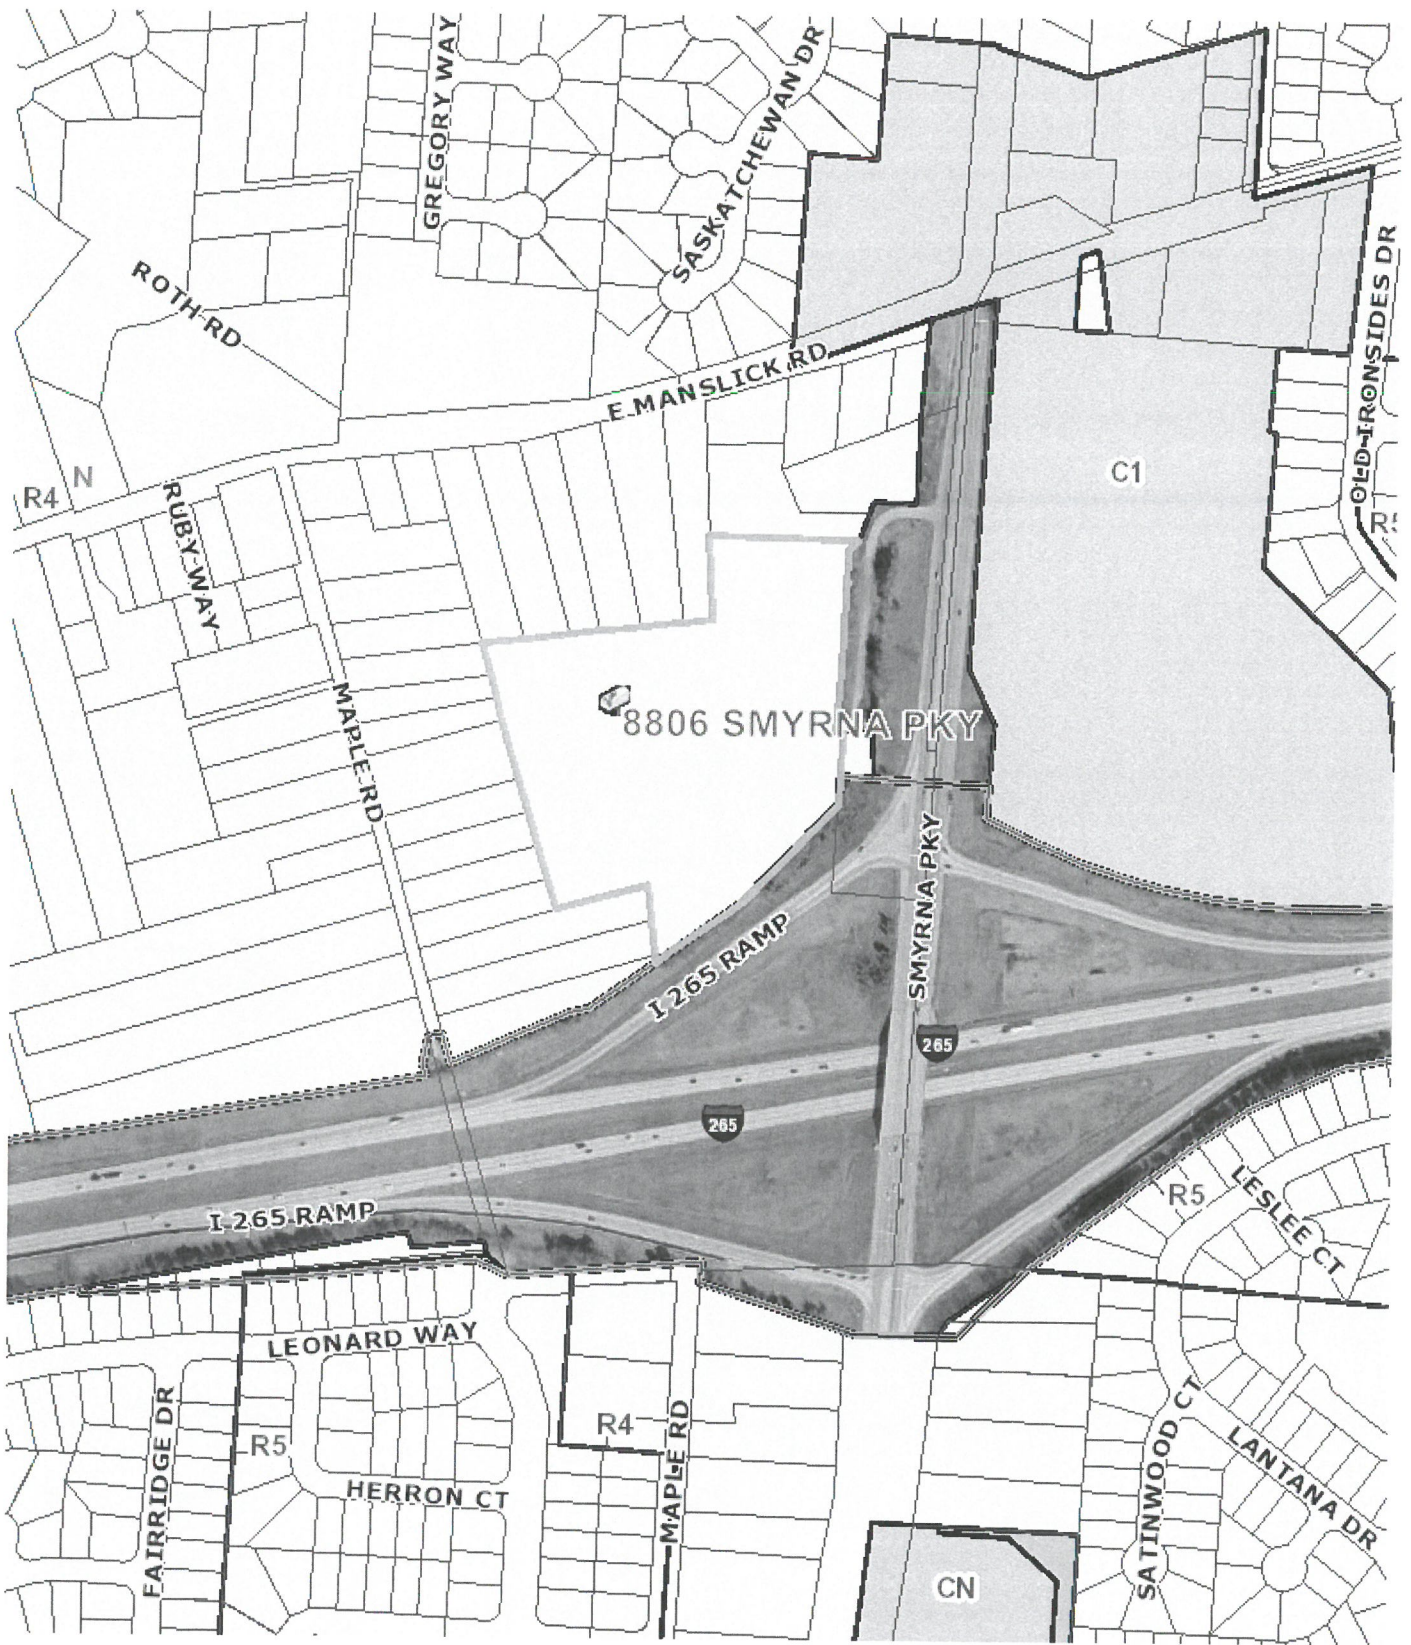 GREGORY WAY
SASKATCHEWAN DR
ROTH RD
OLD IRONSIDES DR
E MANSLICK RD
N
R4
C1
RUBY WAY
8806 SMYRNA PKY
MAPLE RD
SMYRNA PKY
I 265 RAMP
265
265
I 265 RAMP
R5
LESLEE CT
LEONARD WAY
FAIRRIDGE DR
R5
R4
MAPLE RD
HERRON CT
SATINWOOD CT
LANTANA DR
CN